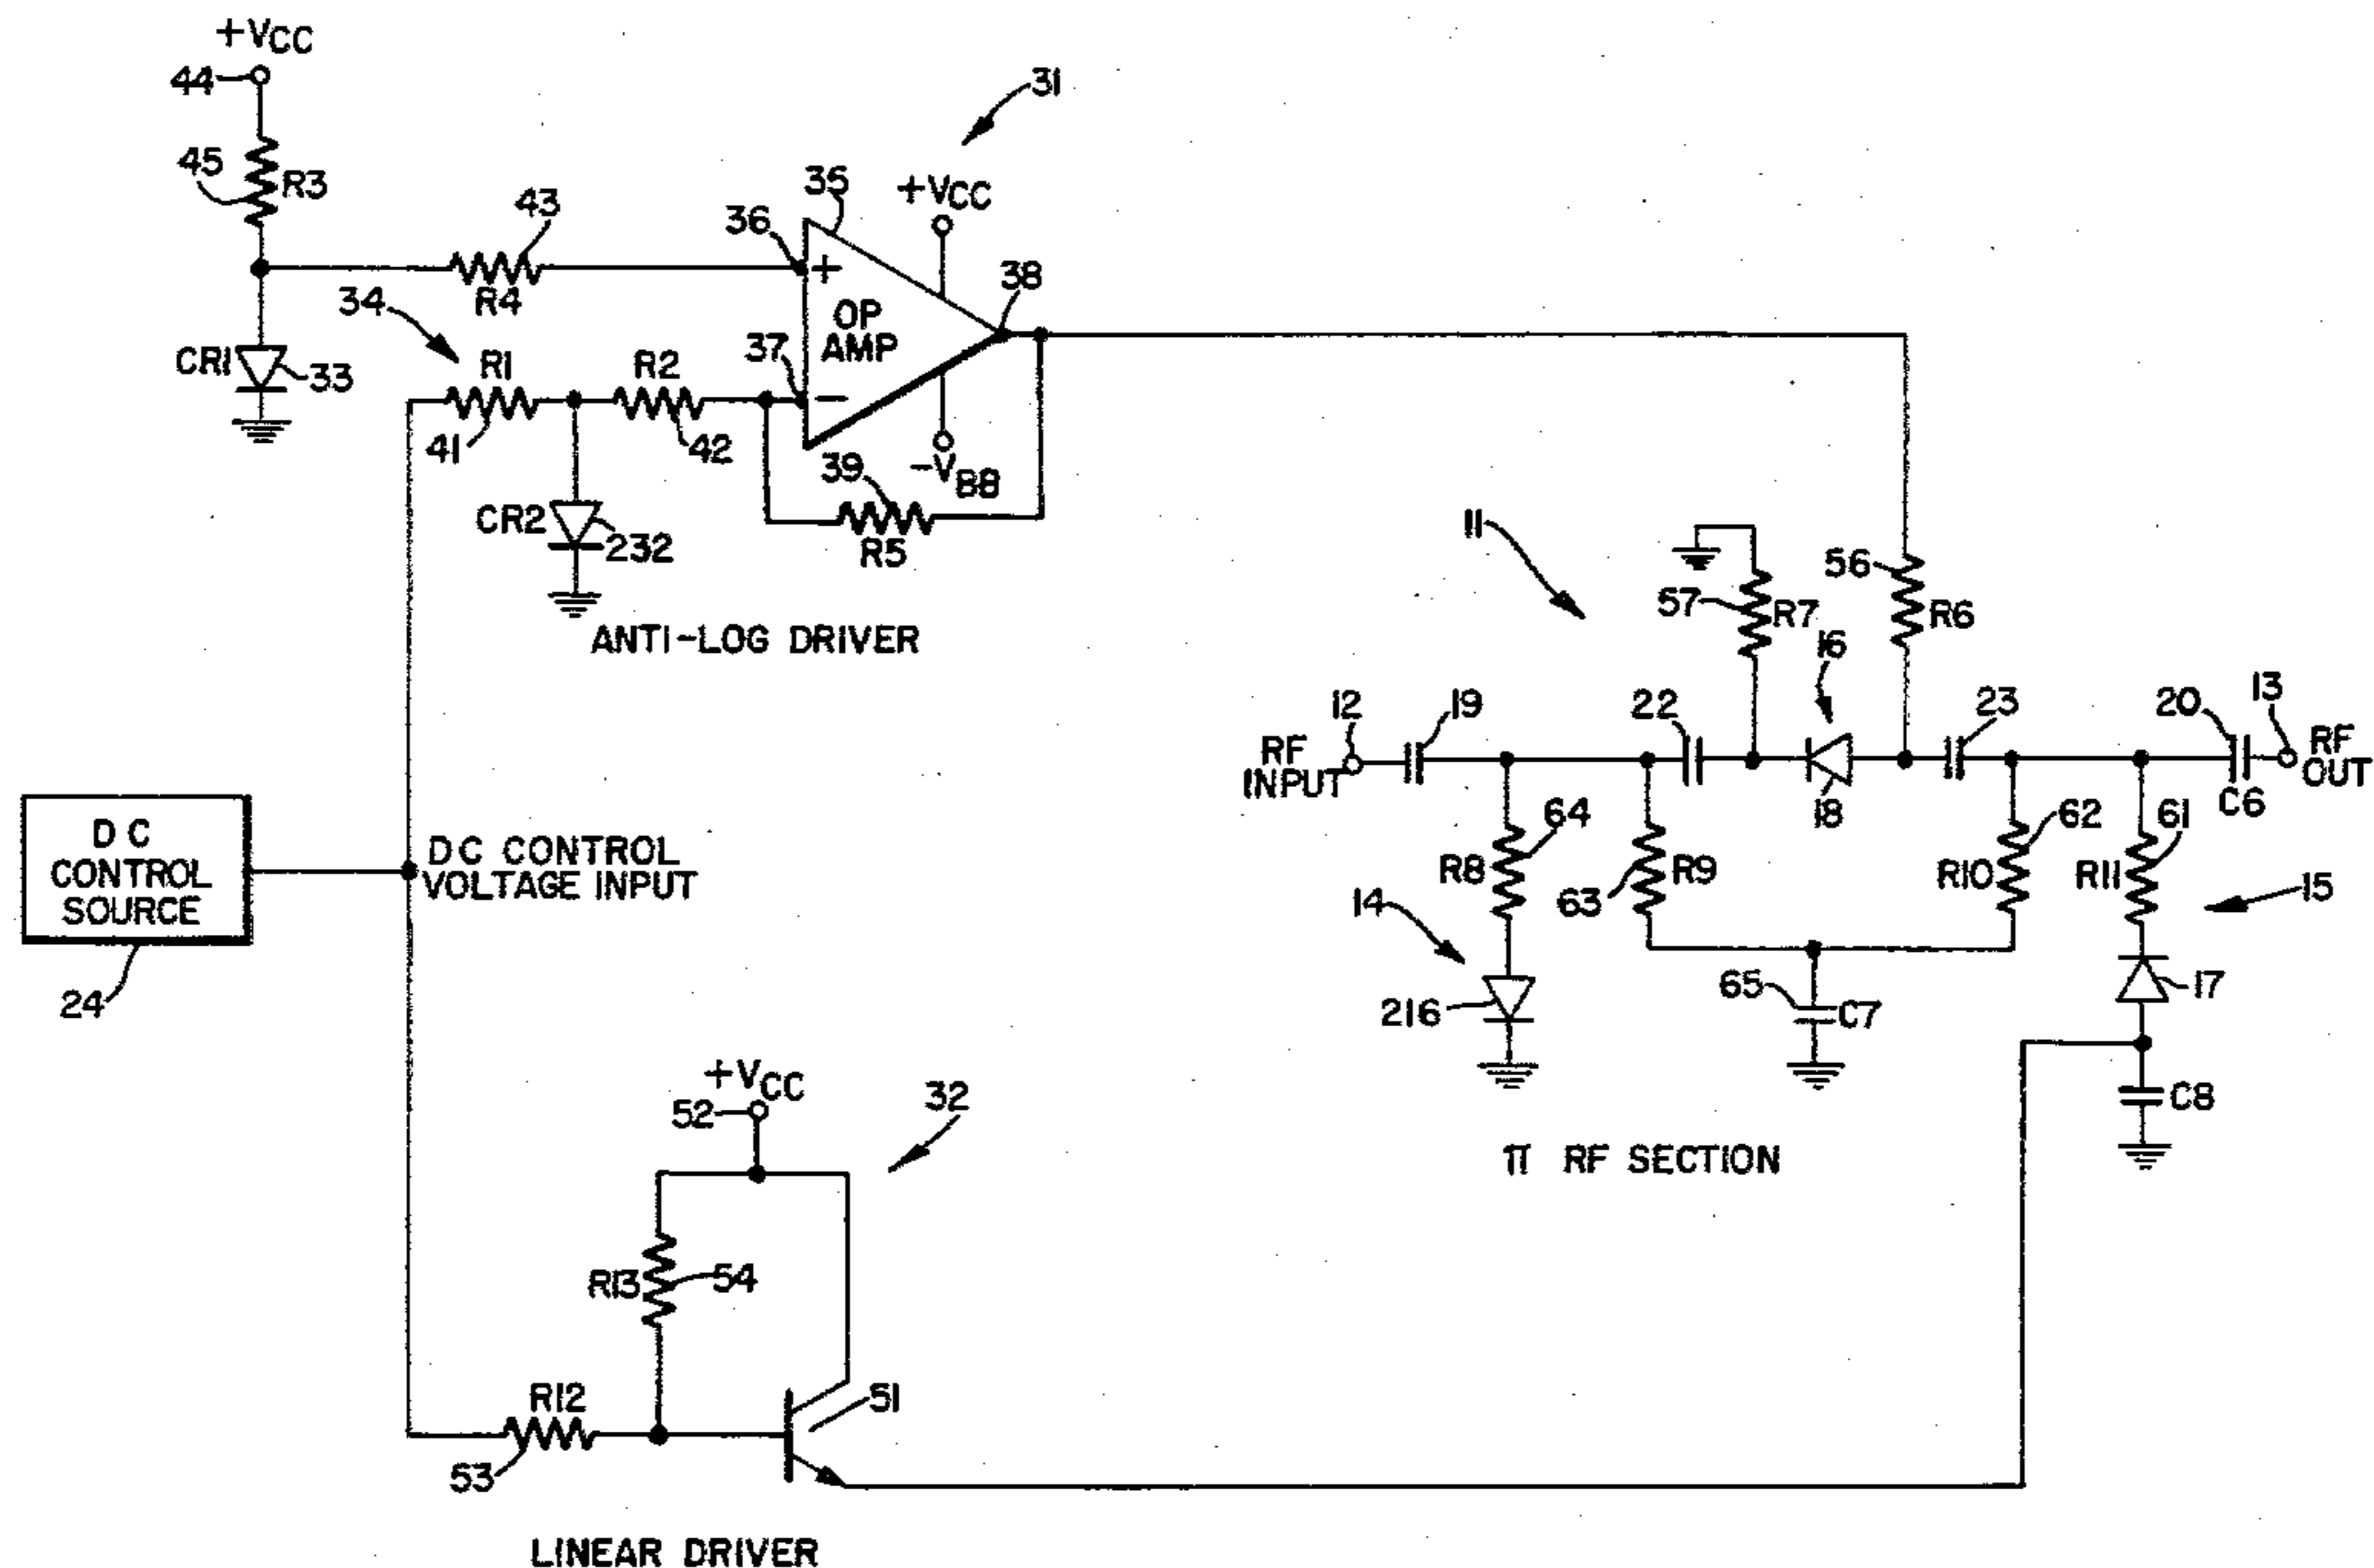 +VCC
44
45
R3
43
36
35
+VCC
31
38
R4
34
CR1
33
R1
R2
37
+
OP
AMP
−
41
42
39
-VBB
CR2
232
R5
ANTI-LOG DRIVER
11
57
R7
56
R6
16
12
19
22
23
20
13
RF
INPUT
18
C6
RF
OUT
DC
CONTROL
SOURCE
24
DC CONTROL
VOLTAGE INPUT
R8
64
63
R9
R10
62
R11
61
15
14
216
65
C7
17
C8
π RF SECTION
+VCC
52
32
R13
54
R12
53
51
LINEAR DRIVER